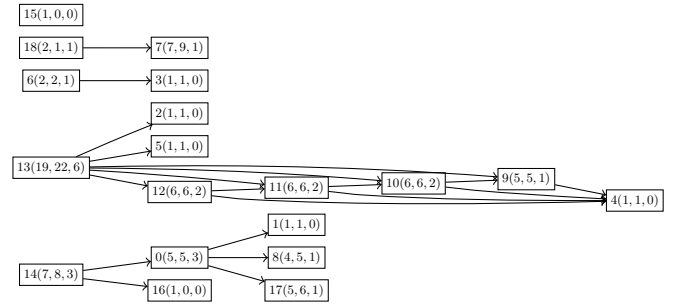 15(1, 0, 0)
18(2, 1, 1) 7(7, 9, 1)
6(2, 2, 1) 3(1, 1, 0)
2(1, 1, 0)
5(1, 1, 0)
13(19, 22, 6)
12(6, 6, 2) 11(6, 6, 2) 10(6, 6, 2) 9(5, 5, 1)
4(1, 1, 0)
1(1, 1, 0)
0(5, 5, 3) 8(4, 5, 1)
14(7, 8, 3)
16(1, 0, 0) 17(5, 6, 1)